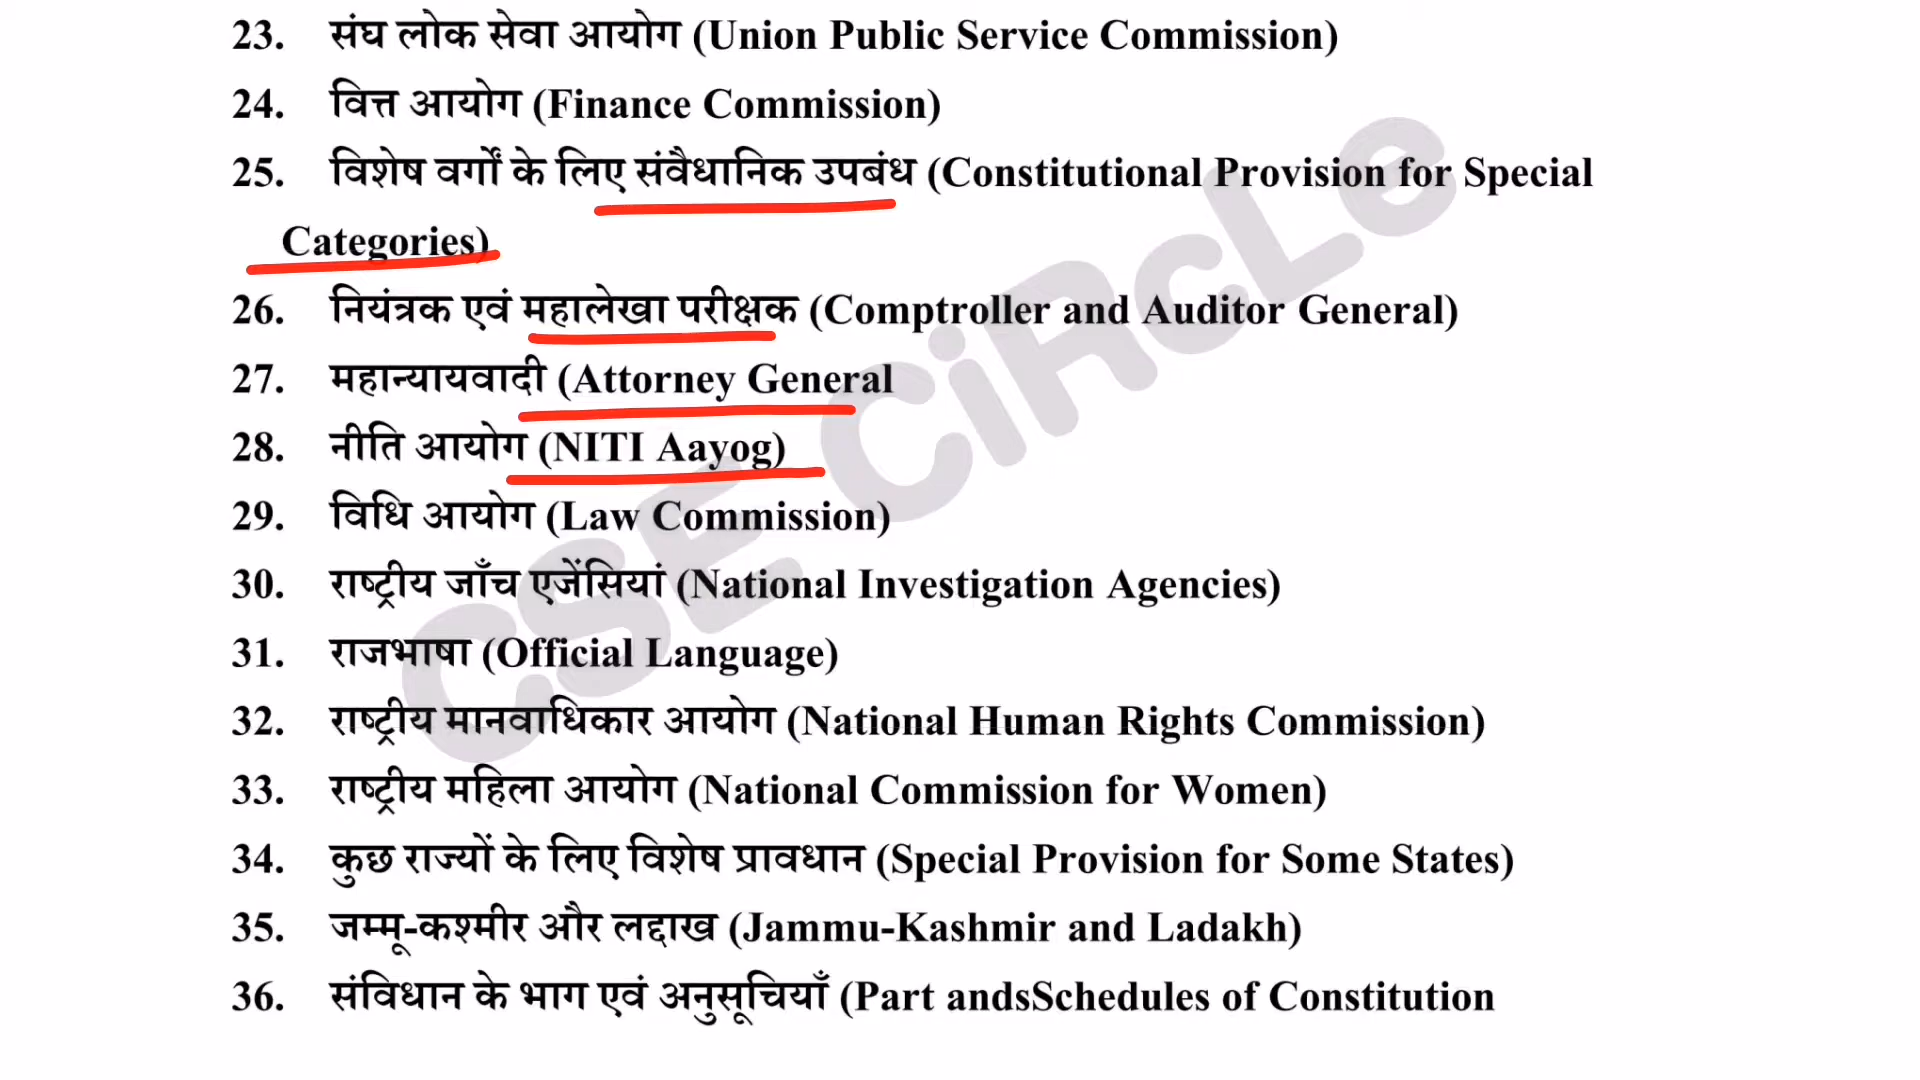 23. संघ लोक सेवा आयोग (Union Public Service Commission)
24. वित्त आयोग (Finance Commission)
25. विशेष वर्गों के लिए संवैधानिक उपबंध (Constitutional Provision for Special
Categories)
26. नियंत्रक एवं महालेखा परीक्षक (Comptroller and Auditor General)
27. महान्यायवादी (Attorney General
28. नीति आयोग (NITI Aayog)
29. विधि आयोग (Law Commission)
30. राष्ट्रीय जाँच एजेंसियां (National Investigation Agencies)
31. राजभाषा (Official Language)
32. राष्ट्रीय मानवाधिकार आयोग (National Human Rights Commission)
33. राष्ट्रीय महिला आयोग (National Commission for Women)
34. कुछ राज्यों के लिए विशेष प्रावधान (Special Provision for Some States)
35. जम्मू-कश्मीर और लद्दाख (Jammu-Kashmir and Ladakh)
36. संविधान के भाग एवं अनुसूचियाँ (Part andsSchedules of Constitution
CSE CiRcLe